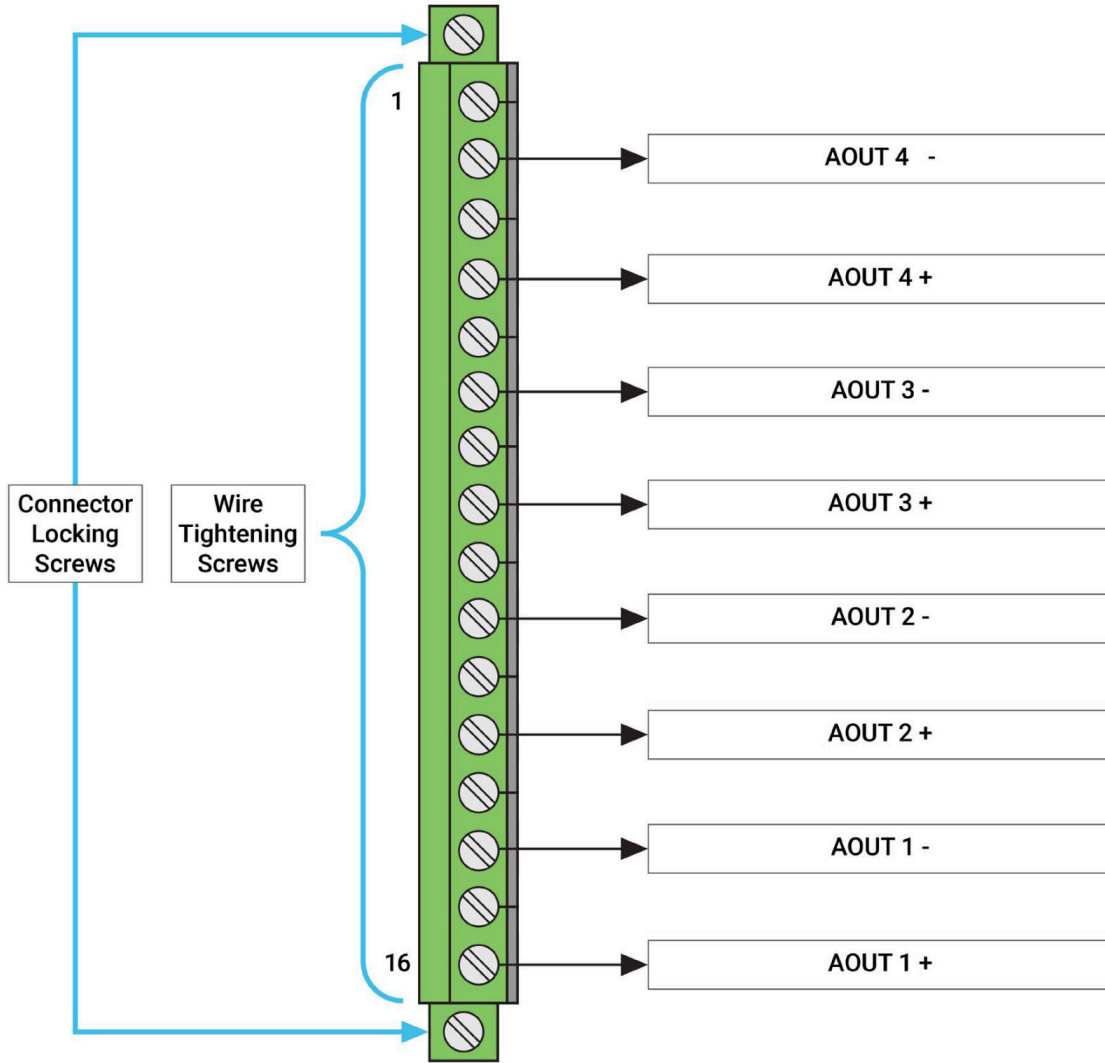 1
AOUT 4 -
AOUT 4 +
AOUT 3 -
Connector
Locking
Screws
Wire
Tightening
Screws
AOUT 3 +
AOUT 2 -
AOUT 2 +
AOUT 1 -
16
AOUT 1 +